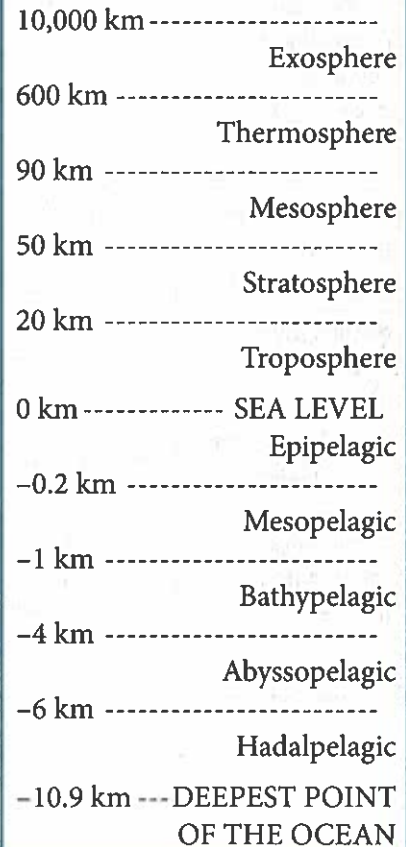 10,000 km
Exosphere
600 km
Thermosphere
90 km
Mesosphere
50 km
Stratosphere
20 km
Troposphere
0 km ------------- SEA LEVEL
Epipelagic
–0.2 km
Mesopelagic
–1 km
Bathypelagic
–4 km
Abyssopelagic
–6 km
Hadalpelagic
–10.9 km --- DEEPEST POINT
OF THE OCEAN